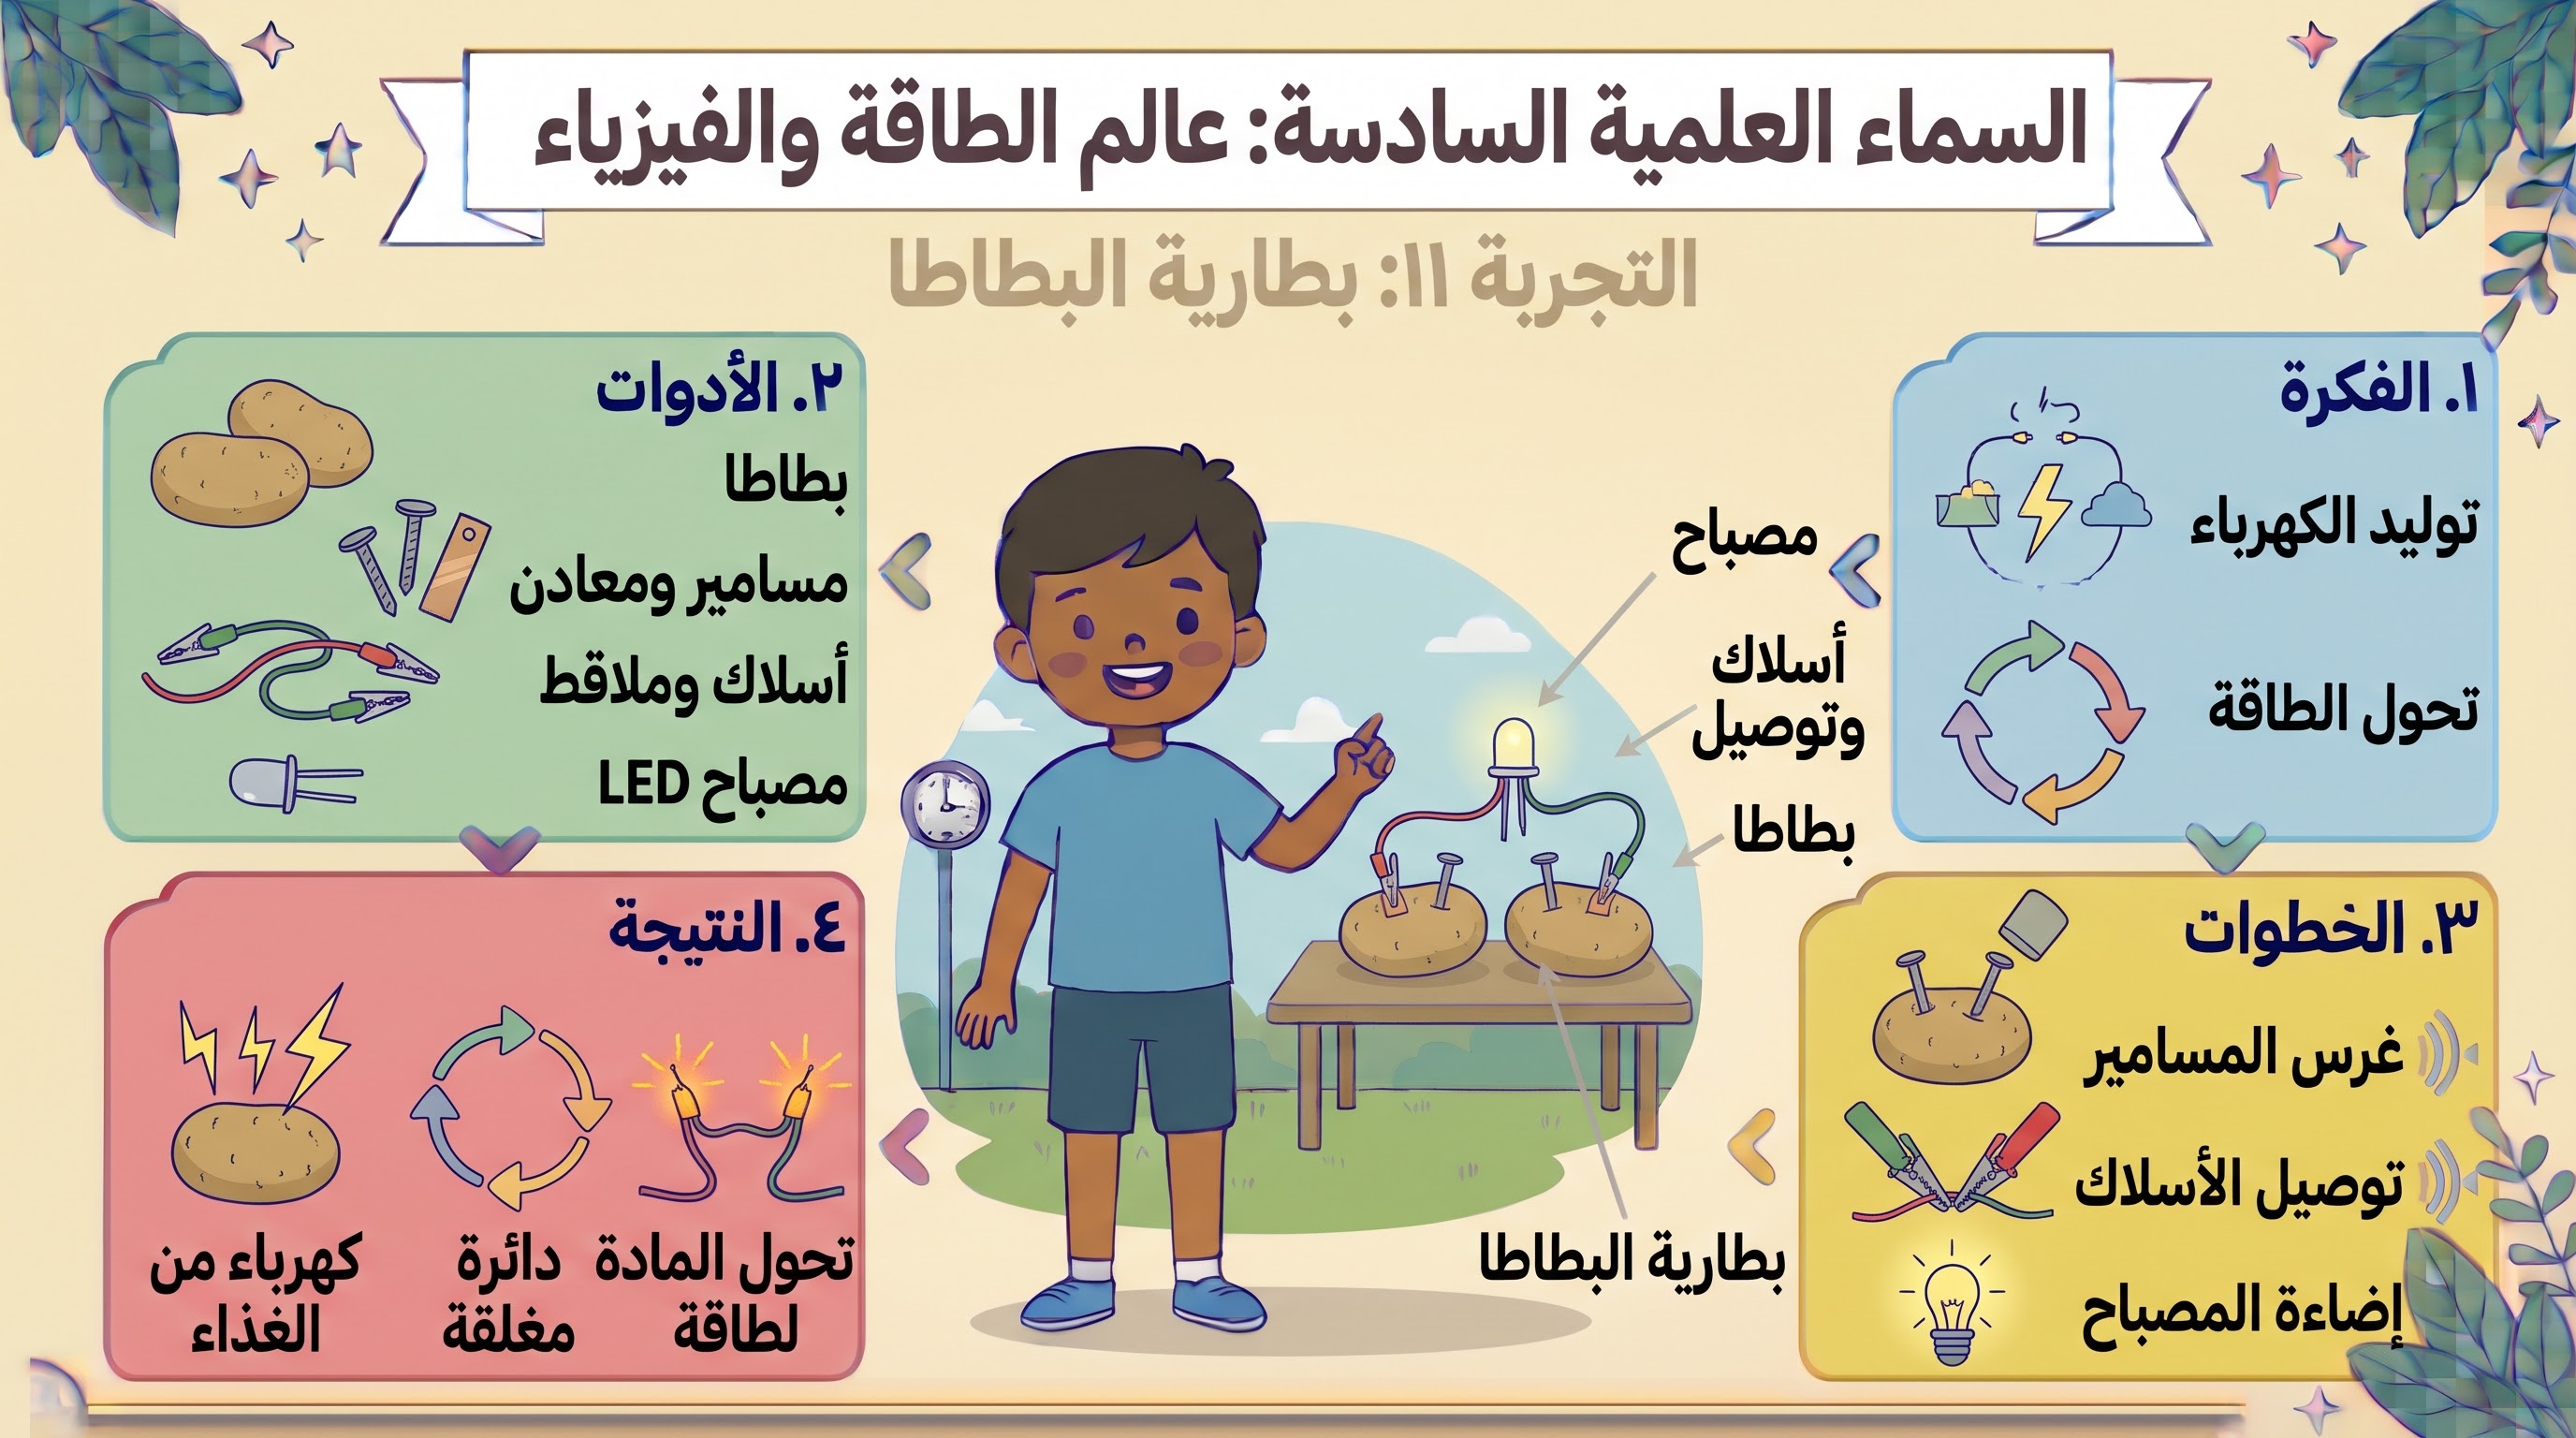 السماء العلمية السادسة: عالم الطاقة والفيزياء
التجربة ١١: بطارية البطاطا
١. الفكرة
توليد الكهرباء
تحول الطاقة
٢. الأدوات
بطاطا
مسامير ومعادن
أسلاك وملاقط
مصباح LED
مصباح
أسلاك
وتوصيل
بطاطا
بطارية البطاطا
٣. الخطوات
غرس المسامير
توصيل الأسلاك
إضاءة المصباح
٤. النتيجة
تحول المادة
لطاقة
دائرة
مغلقة
كهرباء من
الغذاء